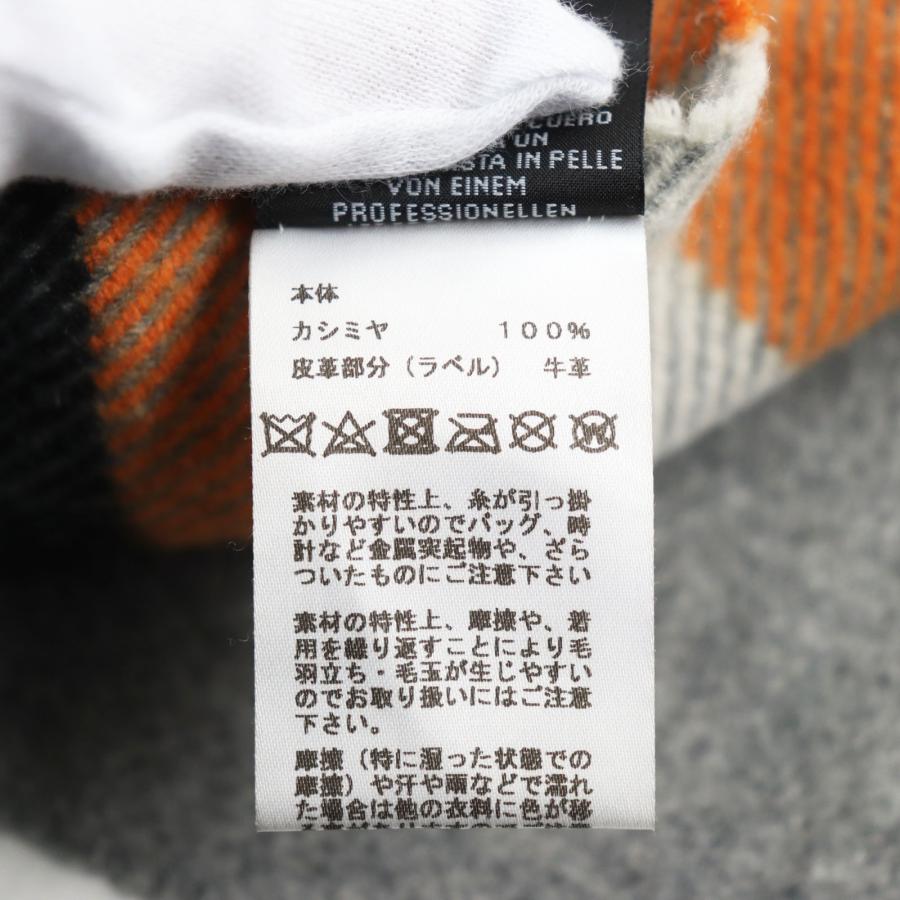 CUERO
UN
IN PELLE
VON EINEM
PROFESSIONELLEN
本体
カシミヤ 100%
皮革部分(ラベル) 牛革
素材の特性上、糸が引っ掛
かりやすいのでバッグ、時
計など金属突起物や、ざら
ついたものにご注意下さい
素材の特性上、摩擦や、着
用を繰り返すことにより毛
羽立ち・毛玉が生じやすい
のでお取り扱いにはご注意
下さい。
摩擦(特に湿った状態での
摩擦)や汗や雨などで濡れ
た場合は他の衣料に色が移